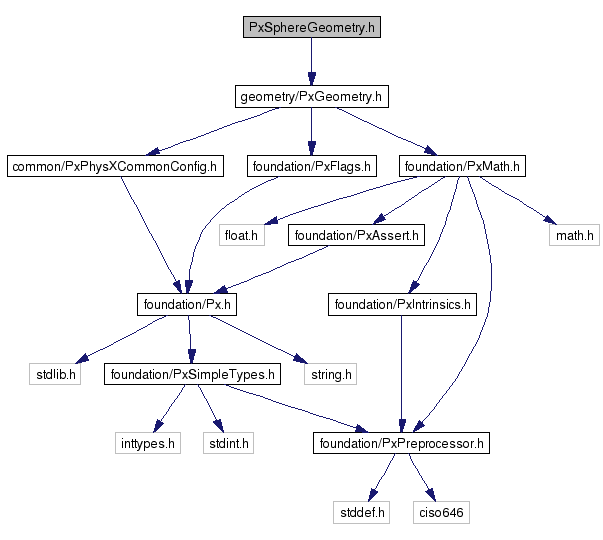 PxSphereGeometry.h
geometry/PxGeometry.h
common/PxPhysXCommonConfig.h
foundation/PxFlags.h
foundation/PxMath.h
float.h
foundation/PxAssert.h
math.h
foundation/Px.h
foundation/PxIntrinsics.h
stdlib.h
foundation/PxSimpleTypes.h
string.h
inttypes.h
stdint.h
foundation/PxPreprocessor.h
stddef.h
ciso646